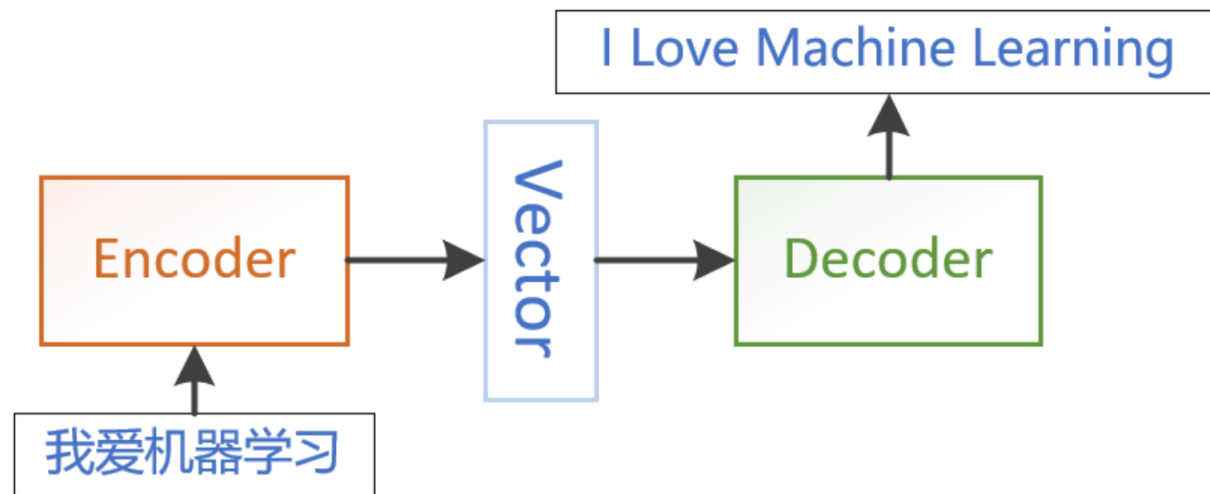 I Love Machine Learning
Vector
Encoder
Decoder
我爱机器学习